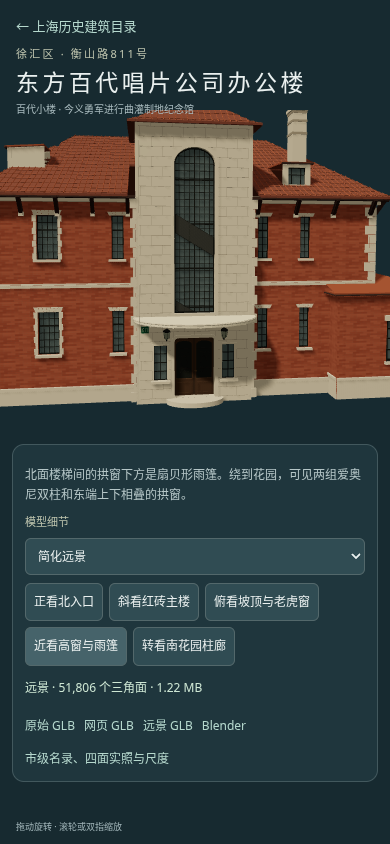 ← 上海历史建筑目录
徐汇区 · 衡山路811号
东方百代唱片公司办公楼
百代小楼 · 今义勇军进行曲灌制地纪念馆
北面楼梯间的拱窗下方是扇贝形雨篷。绕到花园，可见两组爱奥
尼双柱和东端上下相叠的拱窗。
模型细节
简化远景
正看北入口 斜看红砖主楼 俯看坡顶与老虎窗
近看高窗与雨篷 转看南花园柱廊
远景 · 51,806 个三角面 · 1.22 MB
原始 GLB 网页 GLB 远景 GLB Blender
市级名录、四面实照与尺度
拖动旋转 · 滚轮或双指缩放